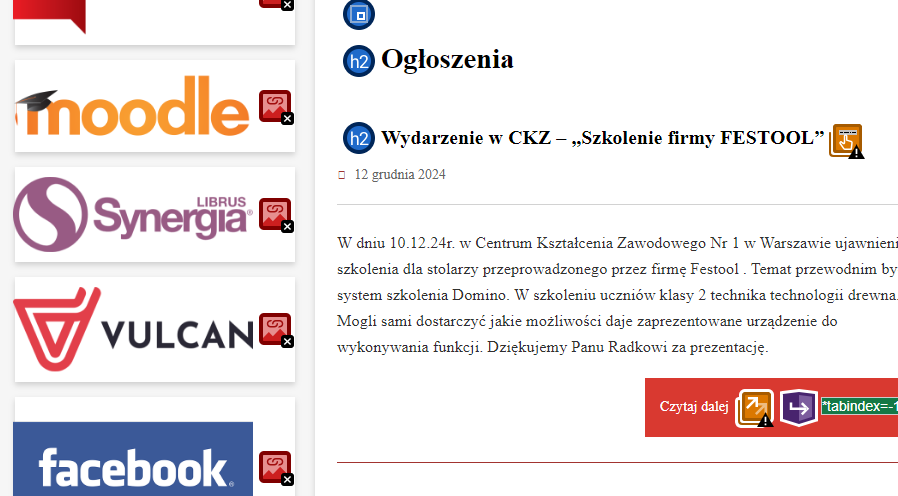 moodle
LIBRUS
Synergia
VULCAN
facebook
h2 Ogłoszenia
h2 Wydarzenie w CKZ – „Szkolenie firmy FESTOOL”
12 grudnia 2024
W dniu 10.12.24r. w Centrum Kształcenia Zawodowego Nr 1 w Warszawie
szkolenia dla stolarzy przeprowadzonego przez firmę Festool . Temat przewodnim
system szkolenia Domino. W szkoleniu uczniów klasy 2 technika technologii drewna.
Mogli sami dostarczyć jakie możliwości daje zaprezentowane urządzenie do
wykonywania funkcji. Dziękujemy Panu Radkowi za prezentację.
Czytaj dalej *tabindex=-1